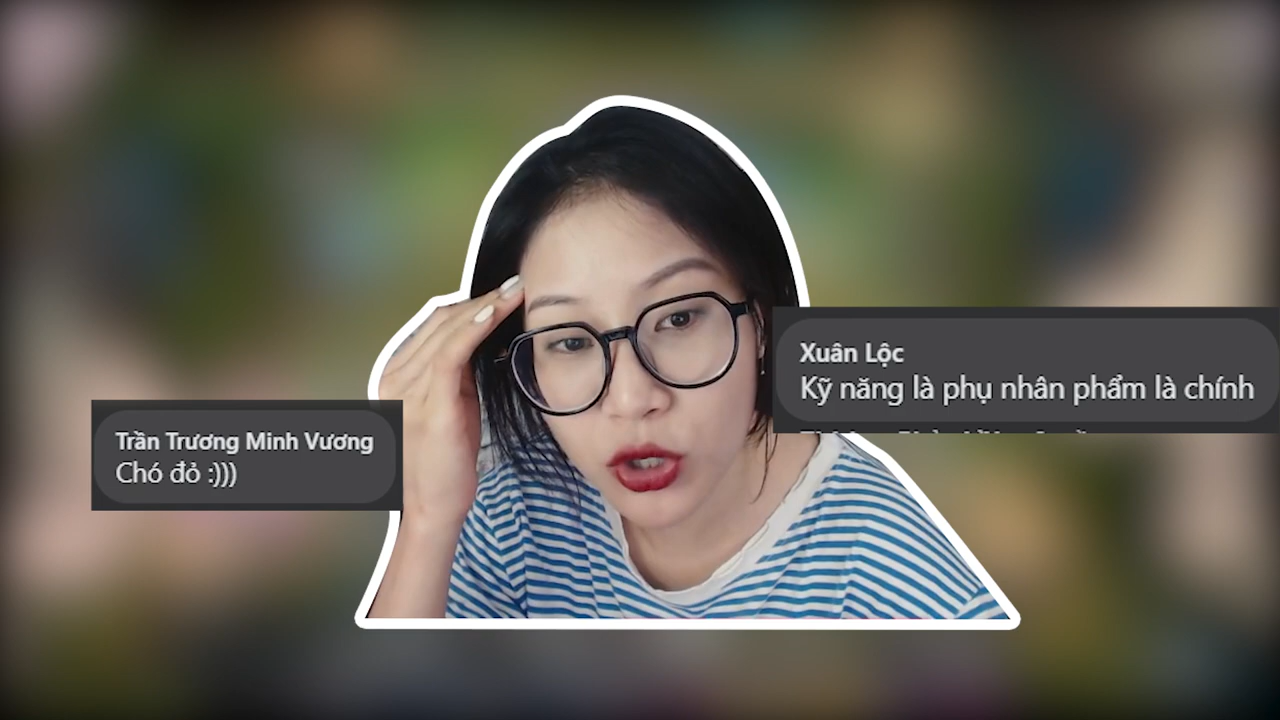 Xuân Lộc
Kỹ năng là phụ nhân phẩm là chính
Trần Trương Minh Vương
Chó đỏ :)))